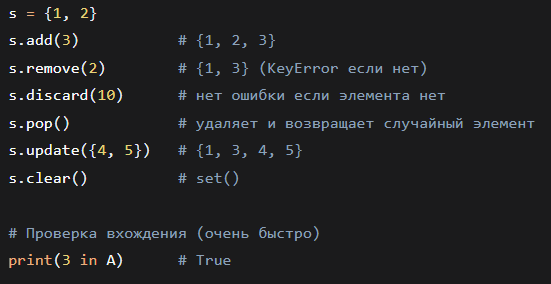 s = {1, 2}
s.add(3) # {1, 2, 3}
s.remove(2) # {1, 3} (KeyError если нет)
s.discard(10) # нет ошибки если элемента нет
s.pop() # удаляет и возвращает случайный элемент
s.update({4, 5}) # {1, 3, 4, 5}
s.clear() # set()
# Проверка вхождения (очень быстро)
print(3 in A) # True